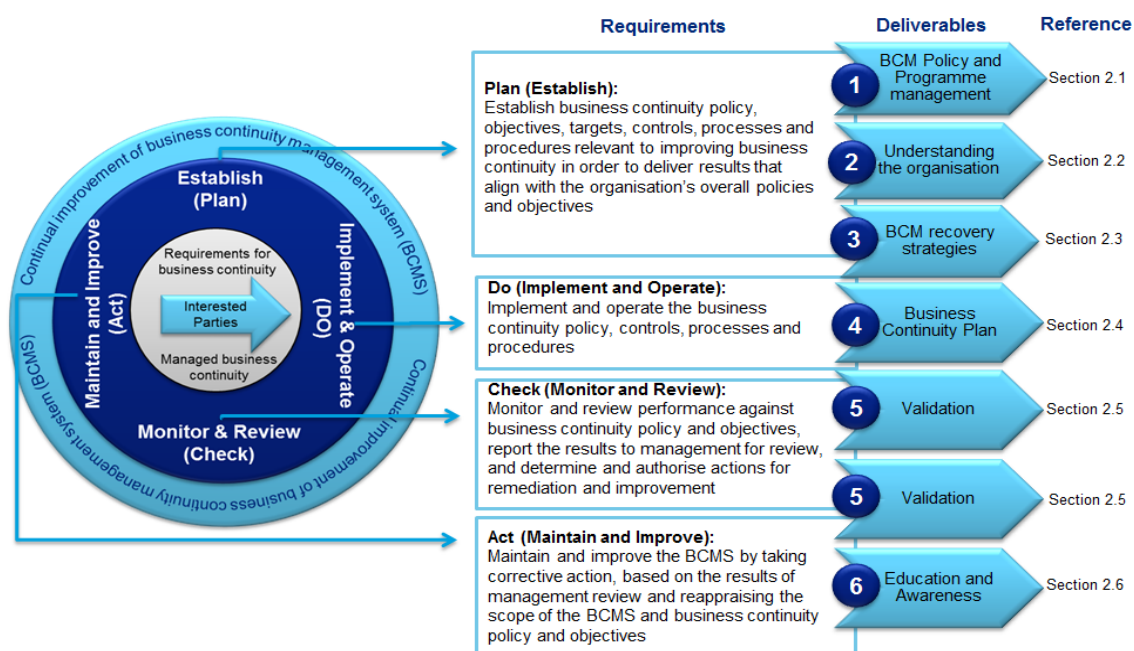 Requirements
Deliverables
Reference
Continual improvement of business continuity management system (BCMS)
Continual improvement of business continuity management system (BCMS)
Establish
(Plan)
Implement & Operate
(DO)
Monitor & Review
(Check)
Maintain and Improve
(Act)
Requirements for
business continuity
Interested
Parties
Managed business
continuity
Plan (Establish):
Establish business continuity policy,
objectives, targets, controls, processes and
procedures relevant to improving business
continuity in order to deliver results that
align with the organisation's overall policies
and objectives
1
BCM Policy and
Programme
management
Section 2.1
2
Understanding
the organisation
Section 2.2
3
BCM recovery
strategies
Section 2.3
Do (Implement and Operate):
Implement and operate the business
continuity policy, controls, processes and
procedures
4
Business
Continuity Plan
Section 2.4
Check (Monitor and Review):
Monitor and review performance against
business continuity policy and objectives,
report the results to management for review,
and determine and authorise actions for
remediation and improvement
5
Validation
Section 2.5
5
Validation
Section 2.5
Act (Maintain and Improve):
Maintain and improve the BCMS by taking
corrective action, based on the results of
management review and reappraising the
scope of the BCMS and business continuity
policy and objectives
6
Education and
Awareness
Section 2.6